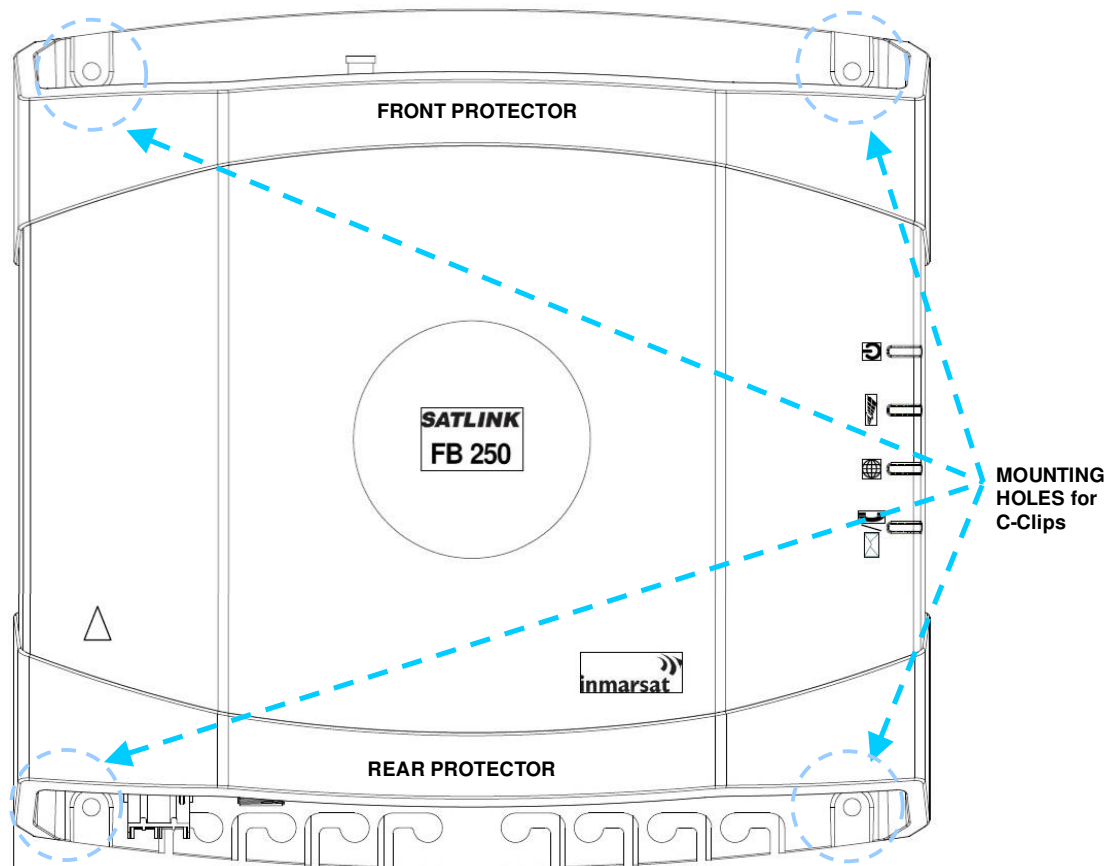 FRONT PROTECTOR
SATLINK
FB 250
MOUNTING
HOLES for
C-Clips
inmarsat
REAR PROTECTOR